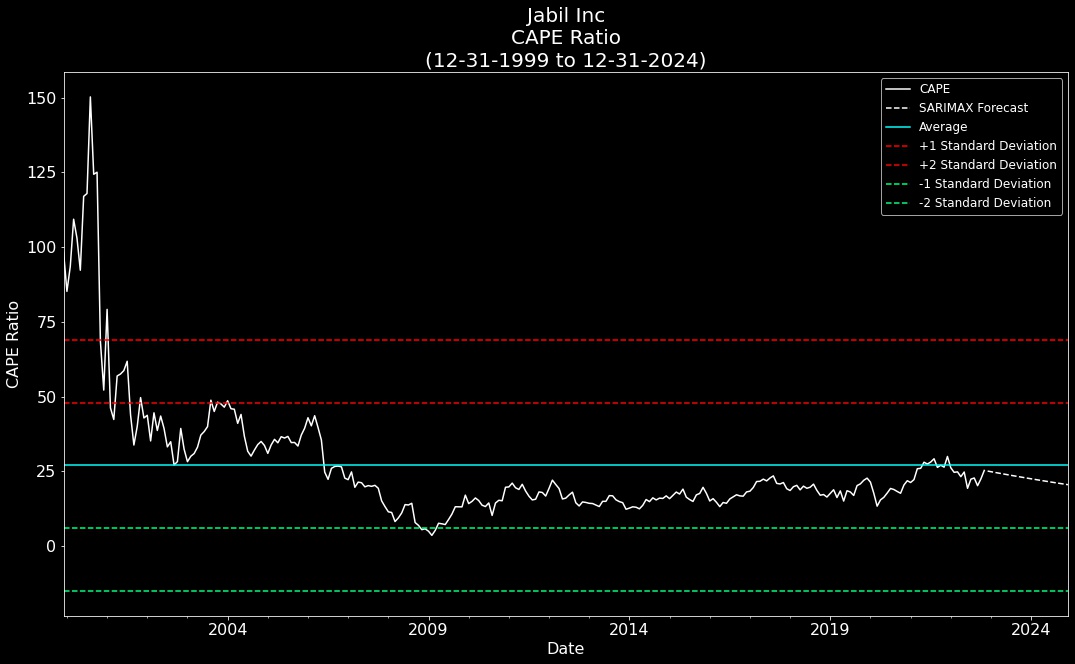 Jabil Inc
CAPE Ratio
(12-31-1999 to 12-31-2024)
CAPE
SARIMAX Forecast
Average
+1 Standard Deviation
+2 Standard Deviation
-1 Standard Deviation
-2 Standard Deviation
CAPE Ratio
150
125
100
75
50
25
0
2004
2009
2014
2019
2024
Date